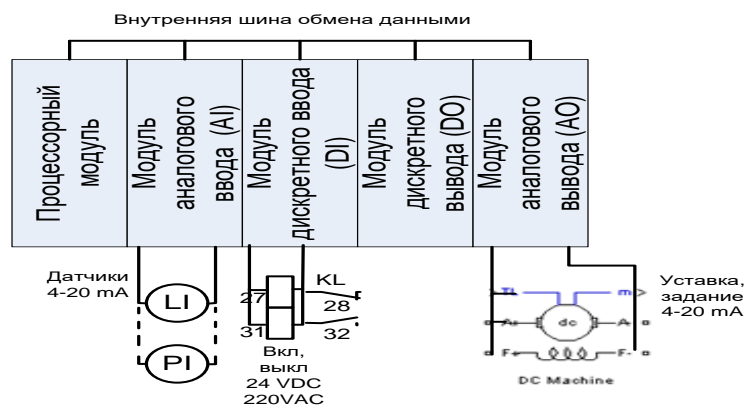 Внутренняя шина обмена данными
Процессорный
модуль
Модуль
аналогового
ввода (AI)
Модуль
дискретного ввода
(DI)
Модуль
дискретного
вывода (DO)
Модуль
аналогового
вывода (AO)
Датчики
4-20 mA
LI
PI
27
31
KL
28
32
Вкл,
выкл
24 VDC
220VAC
TL
m
A+
dc
A-
F+
F-
DC Machine
Уставка,
задание
4-20 mA